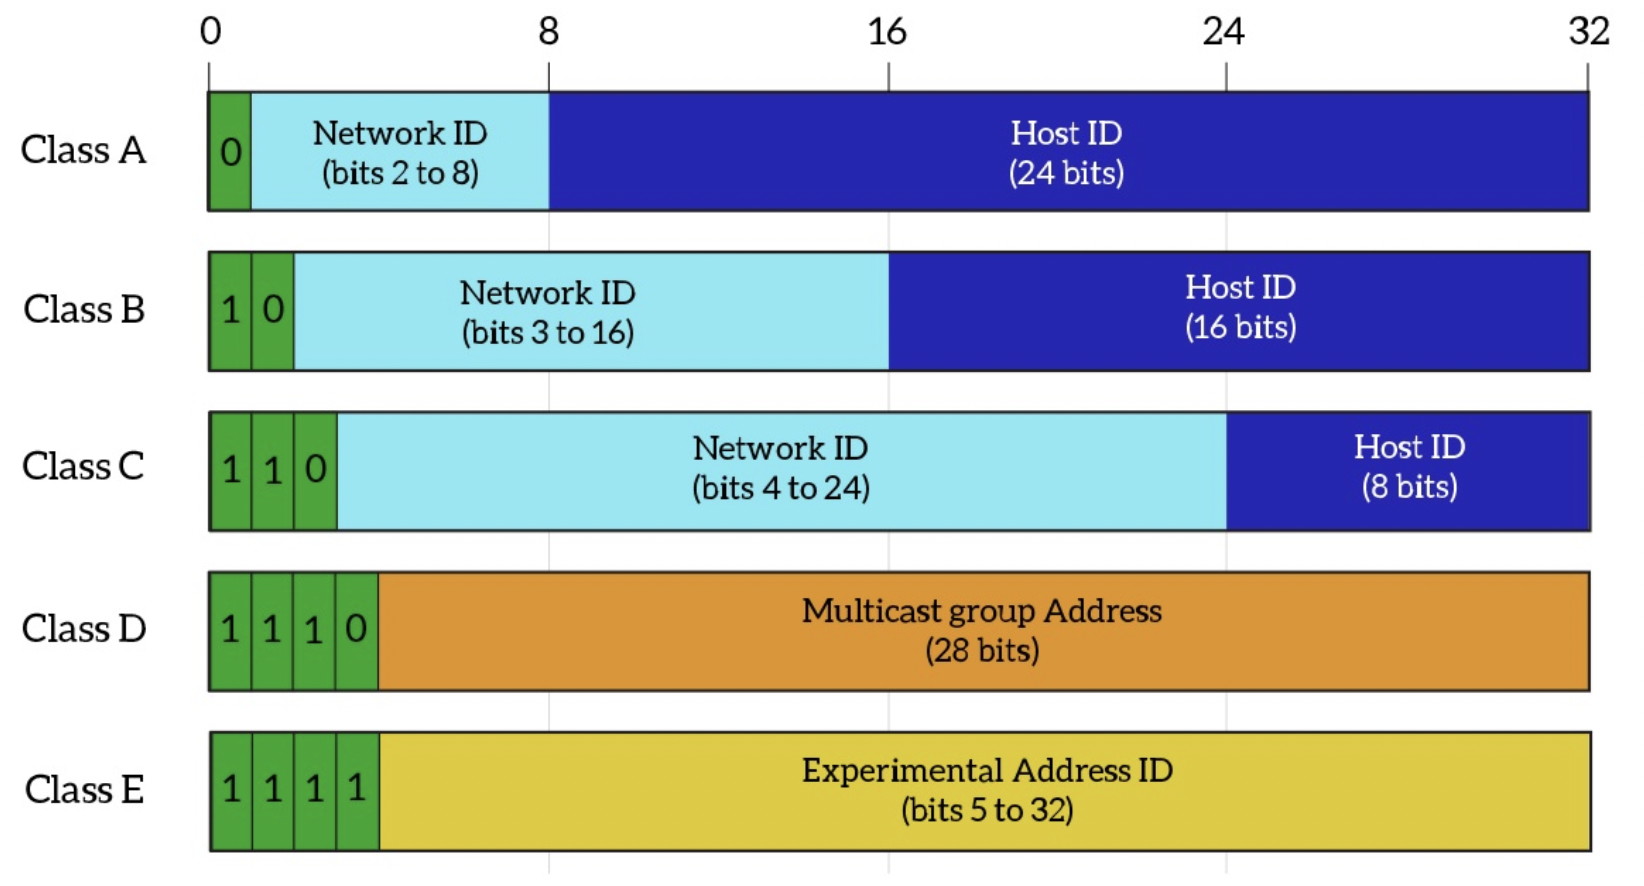 0 8 16 24 32
Class A
0
Network ID
(bits 2 to 8)
Host ID
(24 bits)
Class B
1 0
Network ID
(bits 3 to 16)
Host ID
(16 bits)
Class C
1 1 0
Network ID
(bits 4 to 24)
Host ID
(8 bits)
Class D
1 1 1 0
Multicast group Address
(28 bits)
Class E
1 1 1 1
Experimental Address ID
(bits 5 to 32)